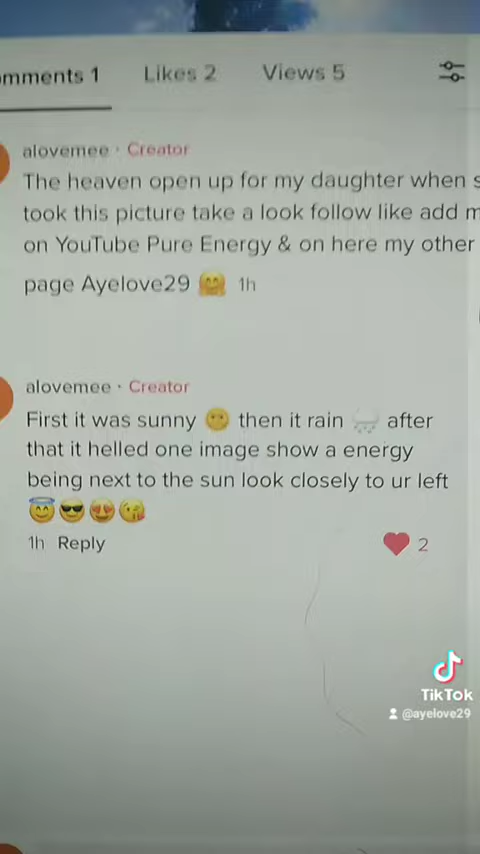 mments 1 Likes 2 Views 5
alovemee · Creator
The heaven open up for my daughter when s
took this picture take a look follow like add m
on YouTube Pure Energy & on here my other
page Ayelove29 🤗 1h
alovemee · Creator
First it was sunny 😁 then it rain 🌧 after
that it helled one image show a energy
being next to the sun look closely to ur left
😇😎😍😘
1h Reply
2
TikTok
@ayelove29